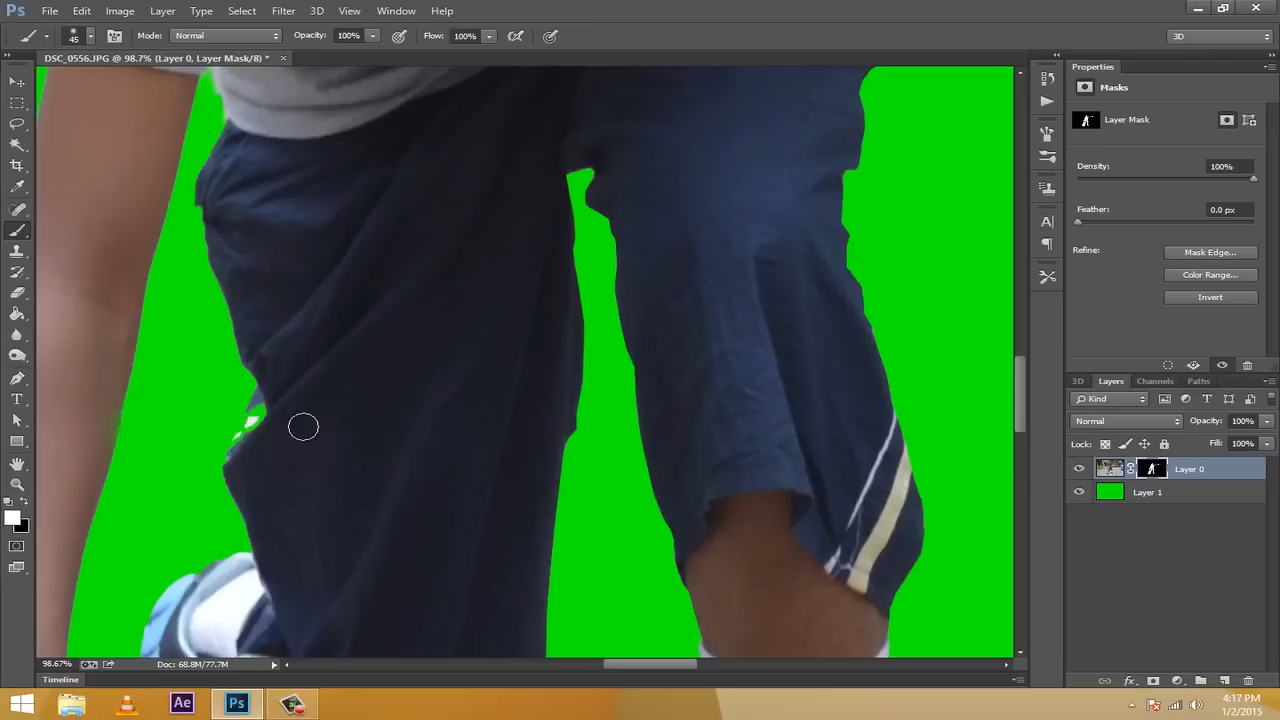 Ps File Edit Image Layer Type Select Filter 3D View Window Help
45 Mode: Normal Opacity: 100% Flow: 100% 3D
DSC_0556.JPG @ 98.7% (Layer 0, Layer Mask/8) *
Properties
Masks
Layer Mask
Density: 100%
Feather: 0.0 px
Refine: Mask Edge...
Color Range...
Invert
3D Layers Channels Paths
Kind
Normal Opacity: 100%
Lock: Fill: 100%
Layer 0
Layer 1
98.67% Doc: 68.8M/77.7M
Timeline
Ae Ps 4:17 PM
1/2/2015